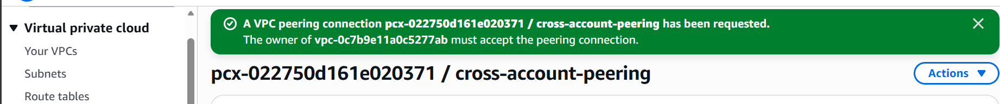 Virtual private cloud
Your VPCs
Subnets
Route tables
A VPC peering connection pcx-022750d161e020371 / cross-account-peering has been requested.
The owner of vpc-0c7b9e11a0c5277ab must accept the peering connection.
pcx-022750d161e020371 / cross-account-peering
Actions